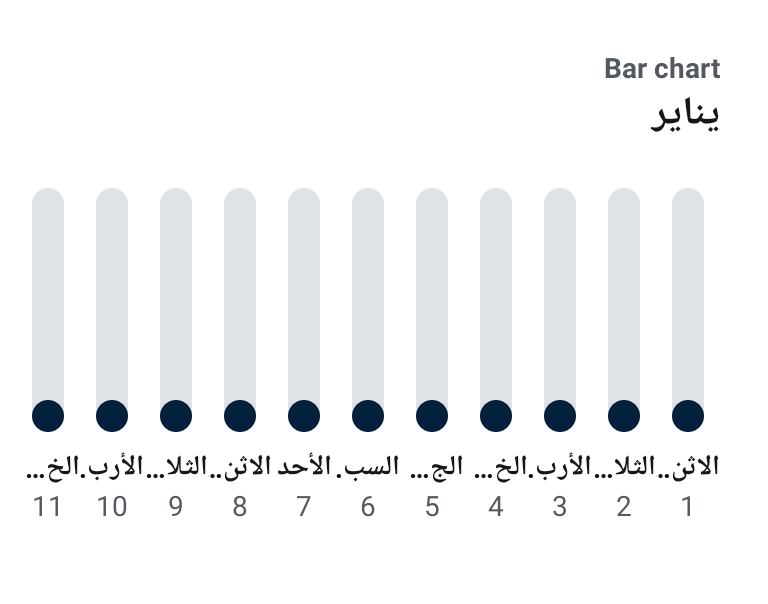 Bar chart
يناير
الاثن.. الثلا... الأرب. الخ... الج... السب. الأحد الاثن.. الثلا... الأرب. الخ...
1 2 3 4 5 6 7 8 9 10 11